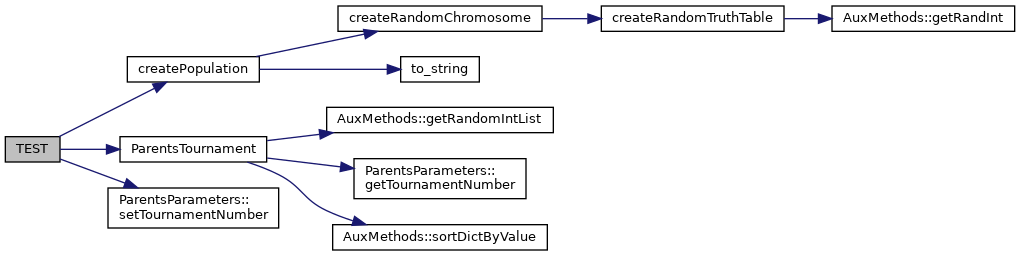 createRandomChromosome
createRandomTruthTable
AuxMethods::getRandInt
createPopulation
to_string
AuxMethods::getRandomIntList
TEST
ParentsTournament
ParentsParameters::
getTournamentNumber
ParentsParameters::
setTournamentNumber
AuxMethods::sortDictByValue